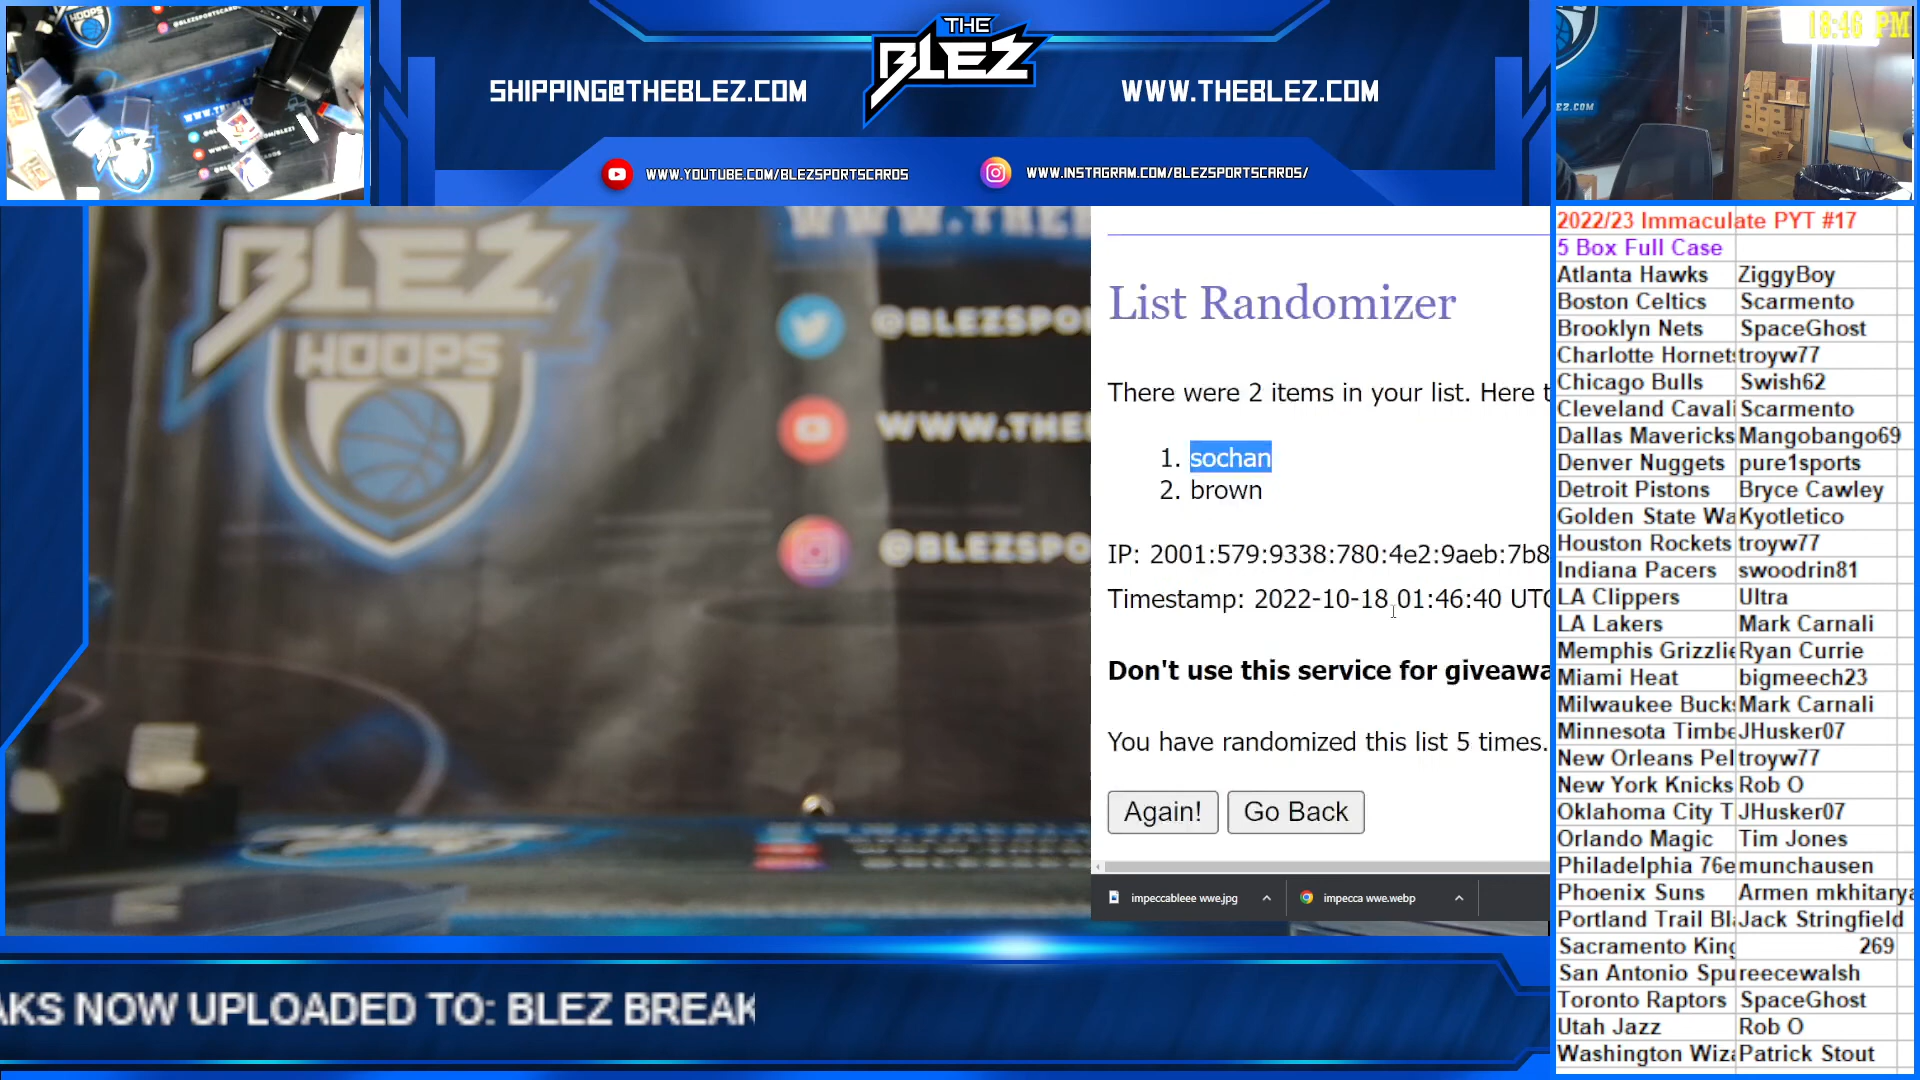 THE
BLEZ
SHIPPING@THEBLEZ.COM
WWW.THEBLEZ.COM
WWW.YOUTUBE.COM/BLEZSPORTSCARDS
WWW.INSTAGRAM.COM/BLEZSPORTSCARDS/
18:46 PM
EZ.COM
BLEZ
HOOPS
WWW.THE
@BLEZSPO
WWW.THE
@BLEZSPO
List Randomizer
There were 2 items in your list. Here t
1. sochan
2. brown
IP: 2001:579:9338:780:4e2:9aeb:7b8
Timestamp: 2022-10-18 01:46:40 UTC
Don't use this service for giveawa
You have randomized this list 5 times.
Again! Go Back
impeccableee wwe.jpg
impecca wwe.webp
2022/23 Immaculate PYT #17
5 Box Full Case
Atlanta Hawks ZiggyBoy
Boston Celtics Scarmento
Brooklyn Nets SpaceGhost
Charlotte Hornets troyw77
Chicago Bulls Swish62
Cleveland Cavali Scarmento
Dallas Mavericks Mangobango69
Denver Nuggets pure1sports
Detroit Pistons Bryce Cawley
Golden State Wa Kyotletico
Houston Rockets troyw77
Indiana Pacers swoodrin81
LA Clippers Ultra
LA Lakers Mark Carnali
Memphis Grizzlie Ryan Currie
Miami Heat bigmeech23
Milwaukee Bucks Mark Carnali
Minnesota Timbe JHusker07
New Orleans Pel troyw77
New York Knicks Rob O
Oklahoma City T JHusker07
Orlando Magic Tim Jones
Philadelphia 76e munchausen
Phoenix Suns Armen mkhitarya
Portland Trail Bla Jack Stringfield
Sacramento King 269
San Antonio Spu reecewalsh
Toronto Raptors SpaceGhost
Utah Jazz Rob O
Washington Wiza Patrick Stout
AKS NOW UPLOADED TO: BLEZ BREAK